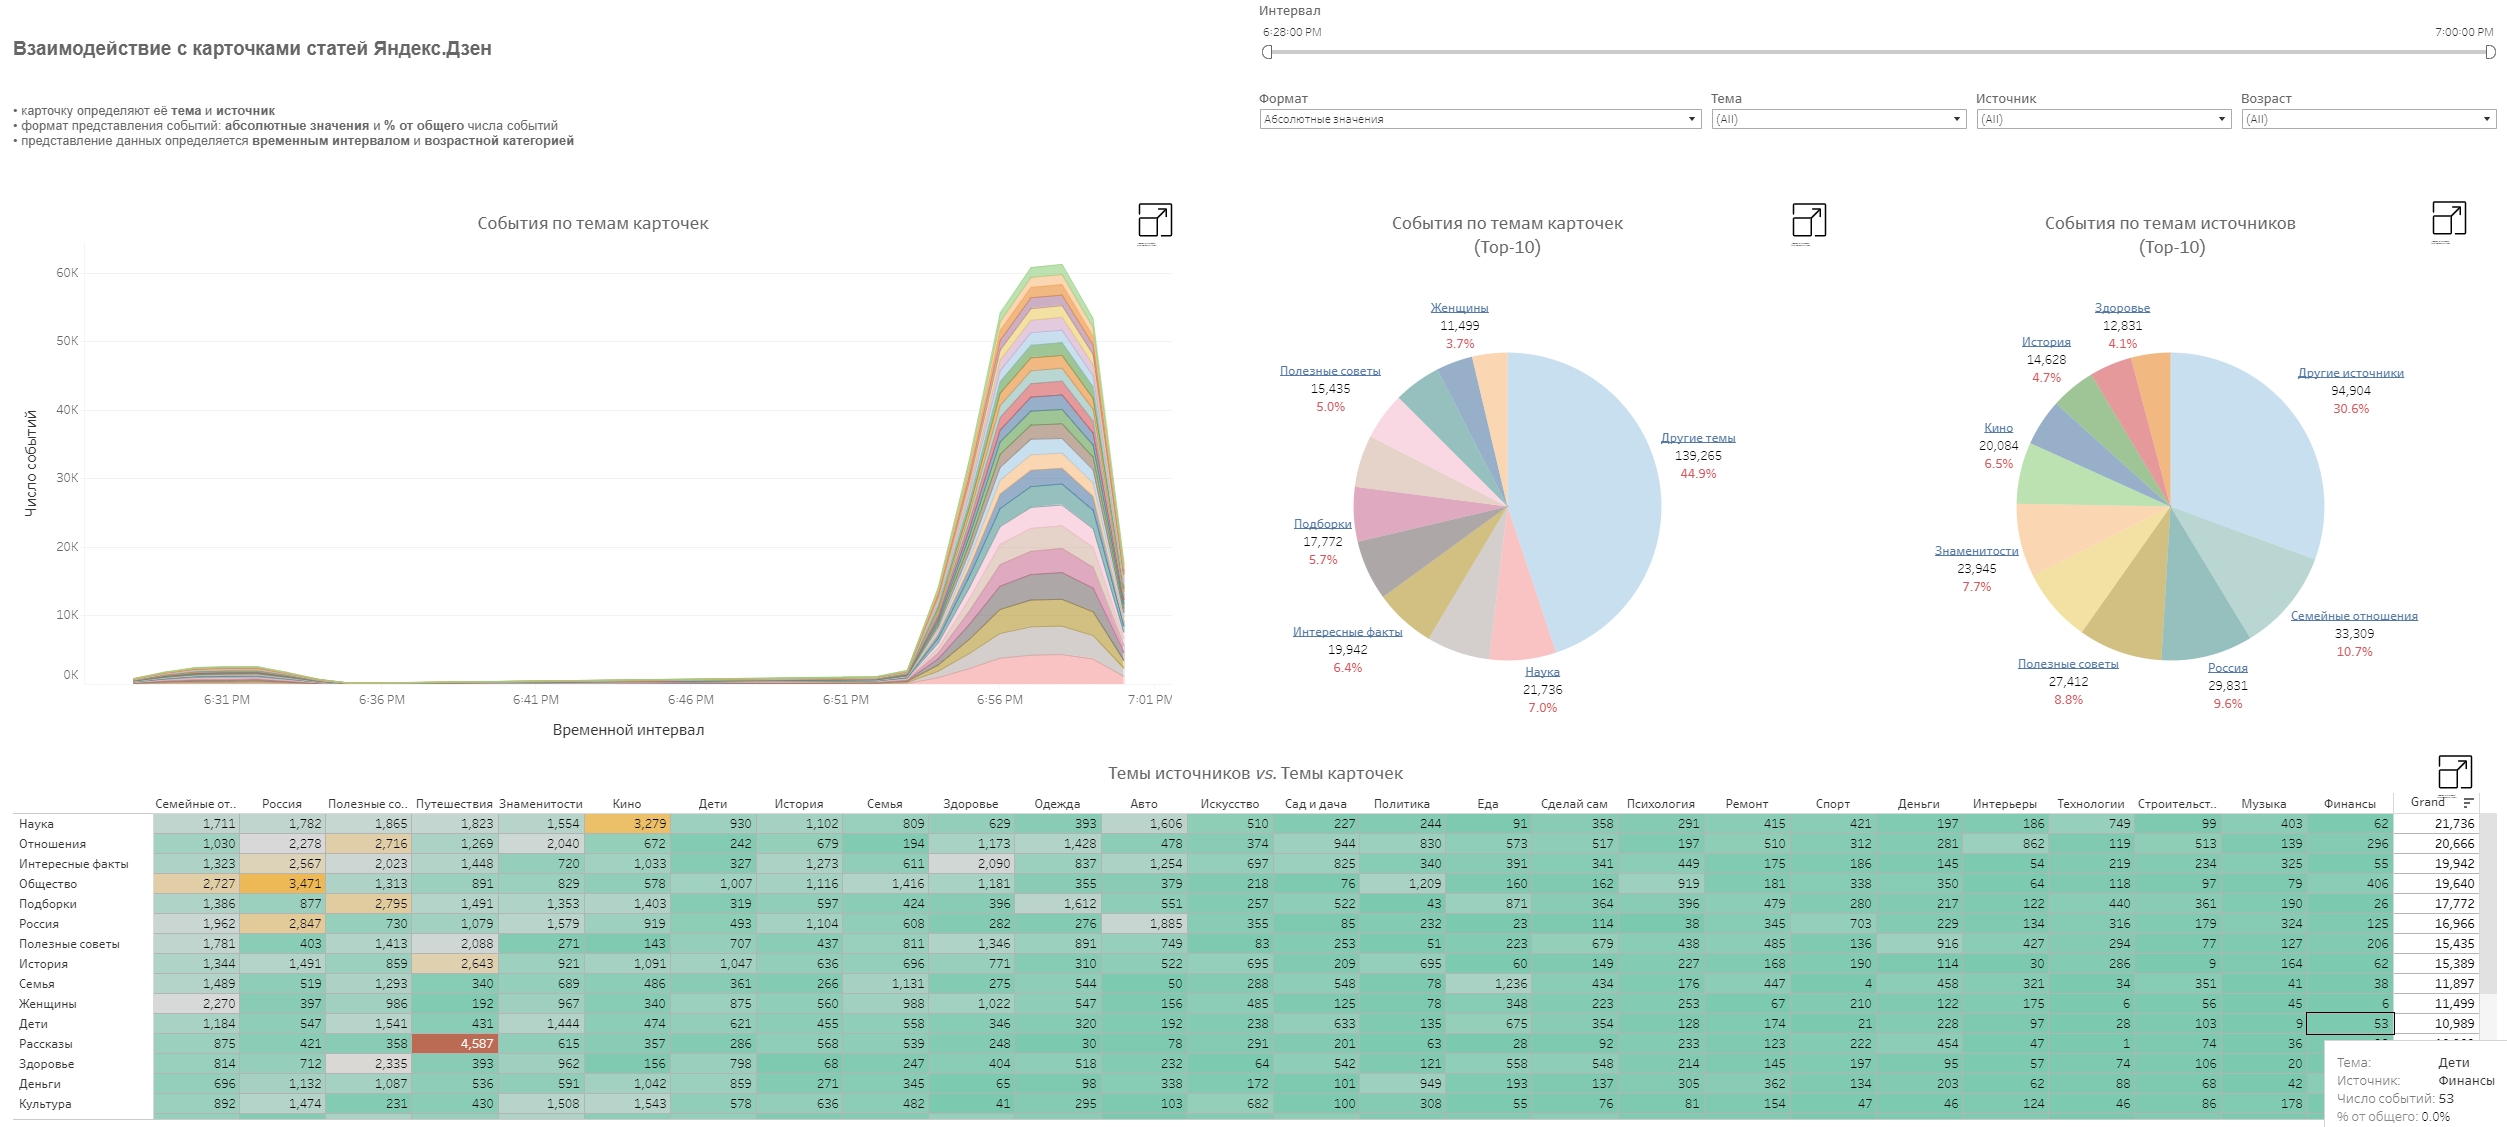 Взаимодействие с карточками статей Яндекс.Дзен
• карточку определяют её тема и источник
• формат представления событий: абсолютные значения и % от общего числа событий
• представление данных определяется временным интервалом и возрастной категорией
Интервал
6:28:00 PM 7:00:00 PM
Формат Тема Источник Возраст
Абсолютные значения (All) (All) (All)
События по темам карточек
60K
50K
40K
30K
20K
10K
0K
Число событий
6:31 PM 6:36 PM 6:41 PM 6:46 PM 6:51 PM 6:56 PM 7:01 PM
Временной интервал
События по темам карточек
(Top-10)
Женщины
11,499
3.7%
Полезные советы
15,435
5.0%
Другие темы
139,265
44.9%
Подборки
17,772
5.7%
Интересные факты
19,942
6.4%
Наука
21,736
7.0%
События по темам источников
(Top-10)
Здоровье
12,831
4.1%
История
14,628
4.7%
Другие источники
94,904
30.6%
Кино
20,084
6.5%
Знаменитости
23,945
7.7%
Семейные отношения
33,309
10.7%
Полезные советы
27,412
8.8%
Россия
29,831
9.6%
Темы источников vs. Темы карточек
Семейные от.. Россия Полезные со.. Путешествия Знаменитости Кино Дети История Семья Здоровье Одежда Авто Искусство Сад и дача Политика Еда Сделай сам Психология Ремонт Спорт Деньги Интерьеры Технологии Строительст.. Музыка Финансы Grand
Наука 1,711 1,782 1,865 1,823 1,554 3,279 930 1,102 809 629 393 1,606 510 227 244 91 358 291 415 421 197 186 749 99 403 62 21,736
Отношения 1,030 2,278 2,716 1,269 2,040 672 242 679 194 1,173 1,428 478 374 944 830 573 517 197 510 312 281 862 119 513 139 296 20,666
Интересные факты 1,323 2,567 2,023 1,448 720 1,033 327 1,273 611 2,090 837 1,254 697 825 340 391 341 449 175 186 145 54 219 234 325 55 19,942
Общество 2,727 3,471 1,313 891 829 578 1,007 1,116 1,416 1,181 355 379 218 76 1,209 160 162 919 181 338 350 64 118 97 79 406 19,640
Подборки 1,386 877 2,795 1,491 1,353 1,403 319 597 424 396 1,612 551 257 522 43 871 364 396 479 280 217 122 440 361 190 26 17,772
Россия 1,962 2,847 730 1,079 1,579 919 493 1,104 608 282 276 1,885 355 85 232 23 114 38 345 703 229 134 316 179 324 125 16,966
Полезные советы 1,781 403 1,413 2,088 271 143 707 437 811 1,346 891 749 83 253 51 223 679 438 485 136 916 427 294 77 127 206 15,435
История 1,344 1,491 859 2,643 921 1,091 1,047 636 696 771 310 522 695 209 695 60 149 227 168 190 114 30 286 9 164 62 15,389
Семья 1,489 519 1,293 340 689 486 361 266 1,131 275 544 50 288 548 78 1,236 434 176 447 4 458 321 34 351 41 38 11,897
Женщины 2,270 397 986 192 967 340 875 560 988 1,022 547 156 485 125 78 348 223 253 67 210 122 175 6 56 45 6 11,499
Дети 1,184 547 1,541 431 1,444 474 621 455 558 346 320 192 238 633 135 675 354 128 174 21 228 97 28 103 9 53 10,989
Рассказы 875 421 358 4,587 615 357 286 568 539 248 30 78 291 201 63 28 92 233 123 222 454 47 1 74 36
Здоровье 814 712 2,335 393 962 156 798 68 247 404 518 232 64 542 121 558 548 214 145 197 95 57 74 106 20
Деньги 696 1,132 1,087 536 591 1,042 859 271 345 65 98 338 172 101 949 193 137 305 362 134 203 62 88 68 42
Культура 892 1,474 231 430 1,508 1,543 578 636 482 41 295 103 682 100 308 55 76 81 154 47 46 124 46 86 178
Тема: Дети
Источник: Финансы
Число событий: 53
% от общего: 0.0%